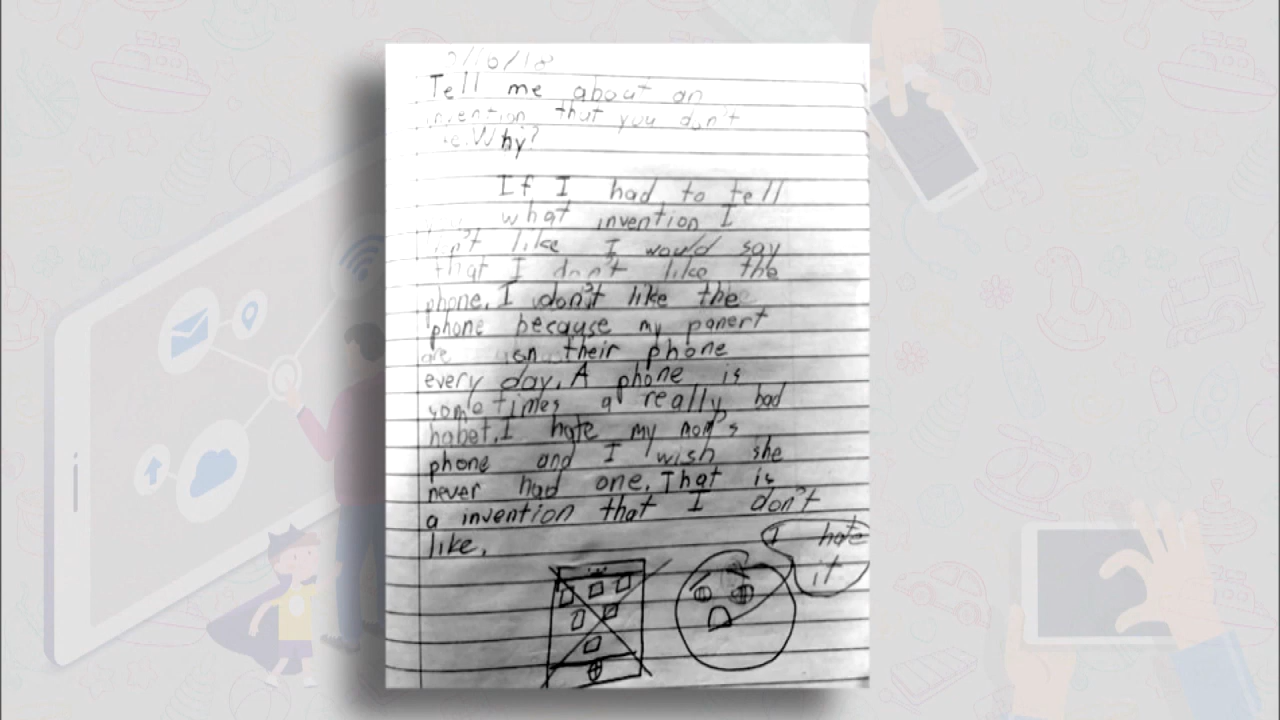 Tell me about an
invention that you don't
Why?
If I had to tell
what invention I
don't like I would say
that I don't like the
phone. I don't like the
phone because my panert
are on their phone
every day. A phone is
sometimes a really bad
habet. I hate my mom's
phone and I wish she
never had one. That is
a invention that I don't
like.
I hate
it